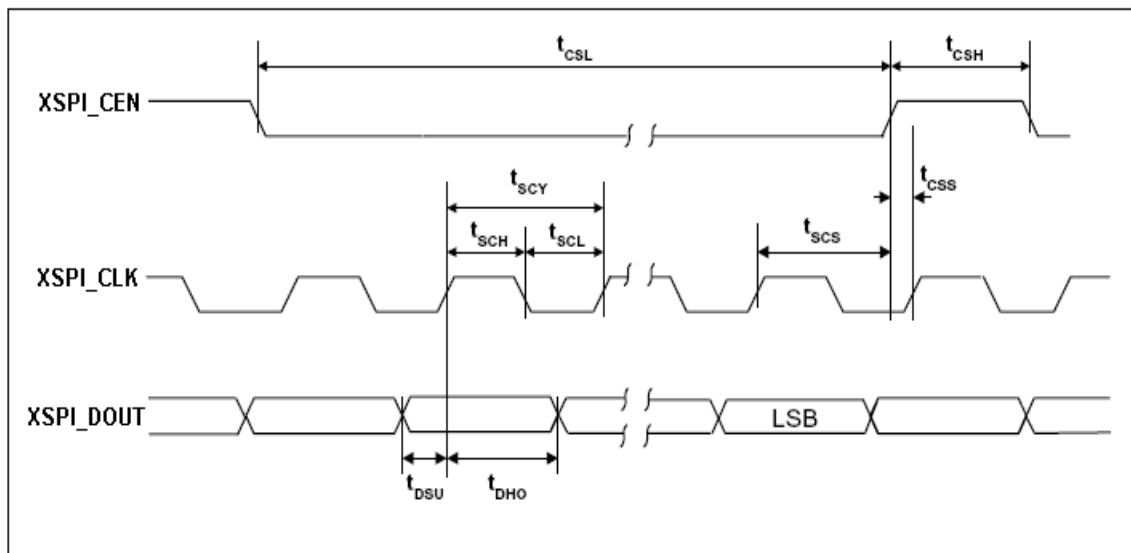 tCSL
tCSH
XSPI_CEN
tCSS
tSCY
tSCH
tSCL
tSCS
XSPI_CLK
XSPI_DOUT
LSB
tDSU
tDHO